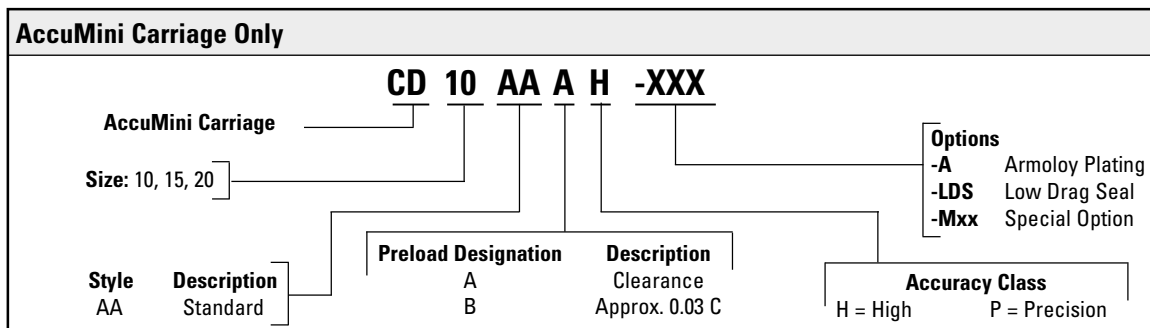 AccuMini Carriage Only
CD 10 AA A H -XXX
AccuMini Carriage
Size: 10, 15, 20
Options
-A Armoloy Plating
-LDS Low Drag Seal
-Mxx Special Option
Style Description
AA Standard
Preload Designation Description
A Clearance
B Approx. 0.03 C
Accuracy Class
H = High P = Precision